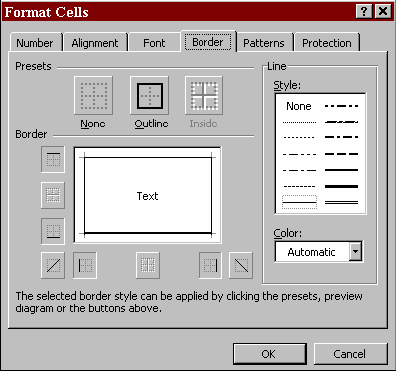 Format Cells
?
Number Alignment Font Border Patterns Protection
Presets
Line
Style:
None
None Outline Inside
Border
Text
Color:
Automatic
The selected border style can be applied by clicking the presets, preview
diagram or the buttons above.
OK Cancel